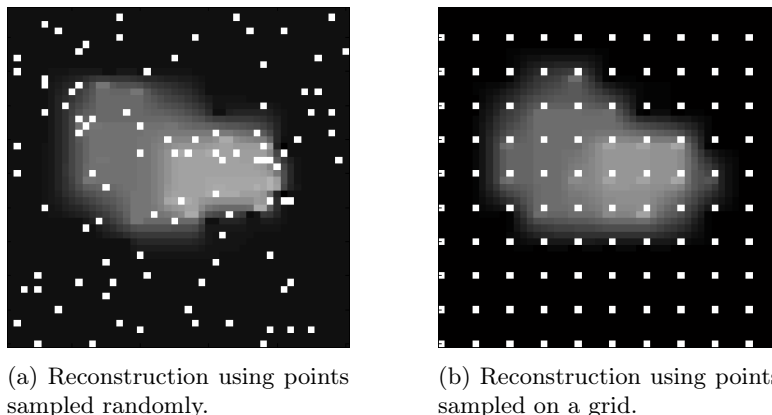 (a) Reconstruction using points
sampled randomly.
(b) Reconstruction using points
sampled on a grid.